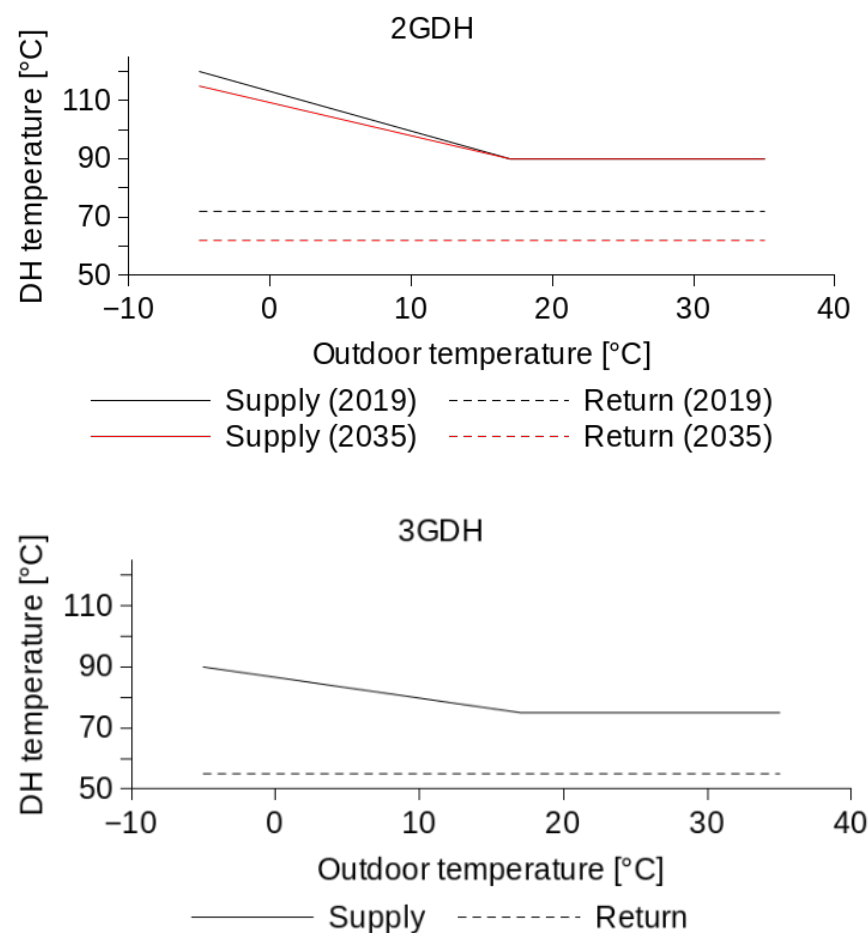 2GDH
DH temperature [°C]
110
90
70
50
−10 0 10 20 30 40
Outdoor temperature [°C]
Supply (2019) Return (2019)
Supply (2035) Return (2035)
3GDH
DH temperature [°C]
110
90
70
50
−10 0 10 20 30 40
Outdoor temperature [°C]
Supply Return